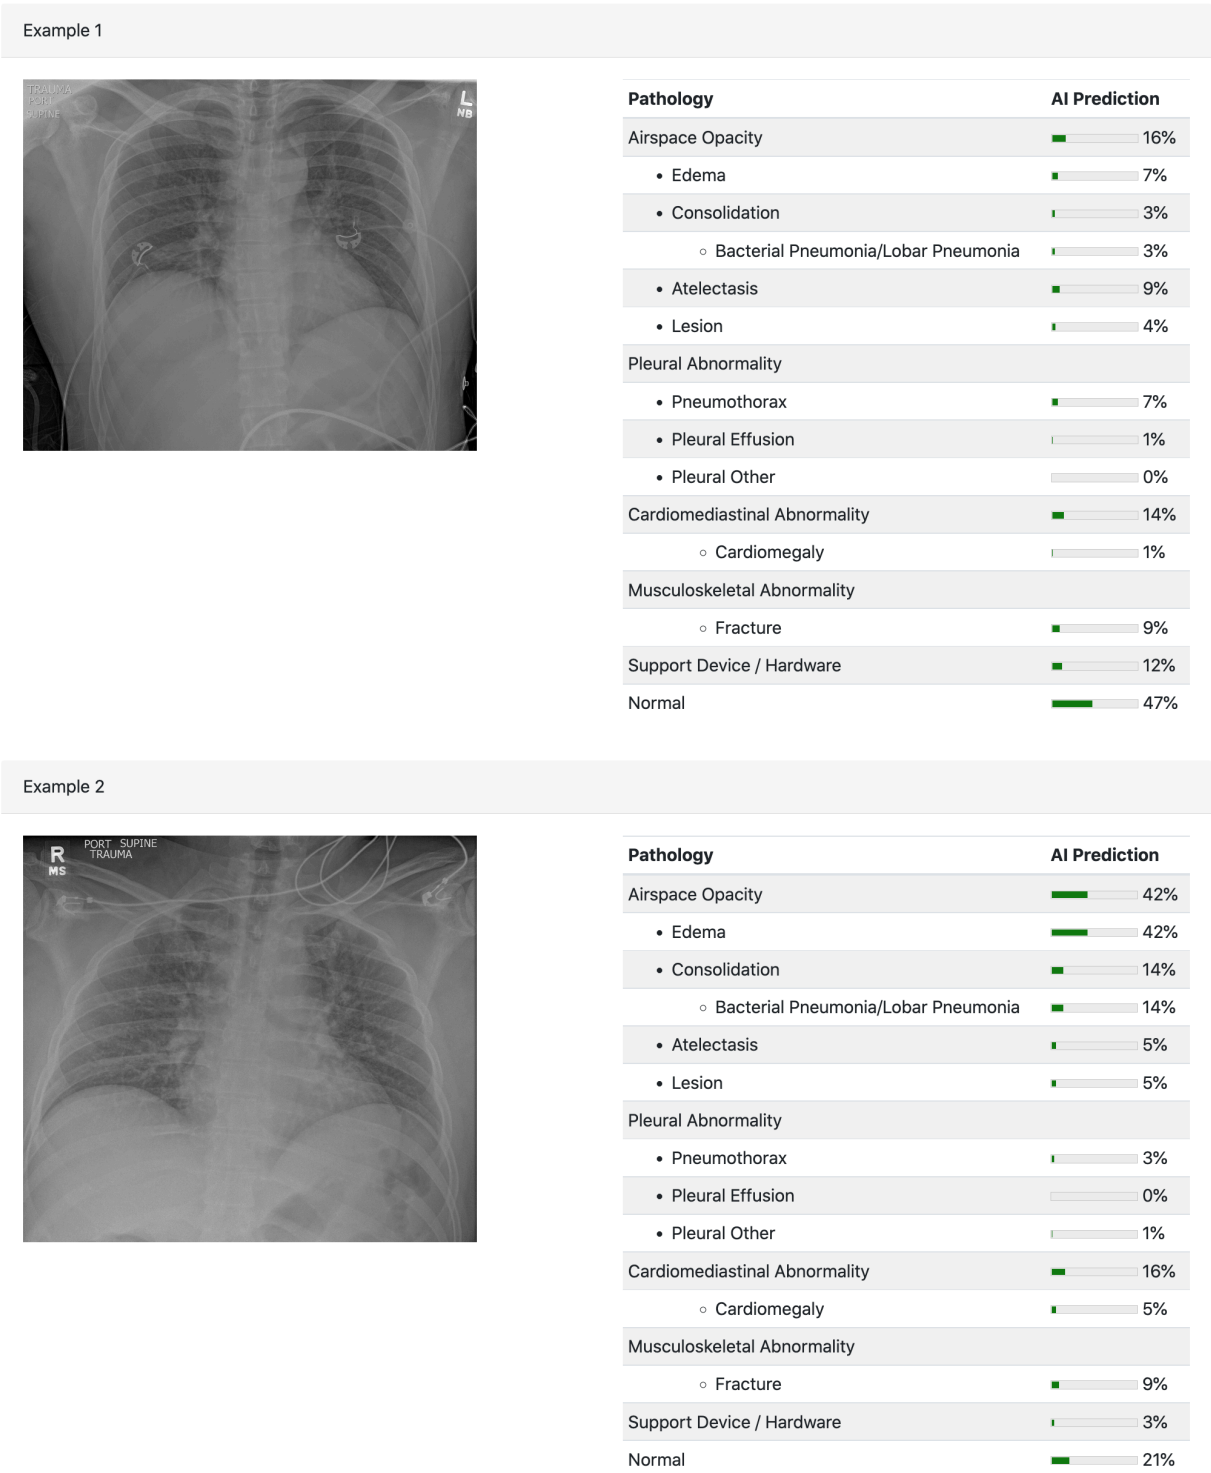 Example 1
TRAUMA
PORT
SUPINE
L
NB
Pathology AI Prediction
Airspace Opacity 16%
• Edema 7%
• Consolidation 3%
○ Bacterial Pneumonia/Lobar Pneumonia 3%
• Atelectasis 9%
• Lesion 4%
Pleural Abnormality
• Pneumothorax 7%
• Pleural Effusion 1%
• Pleural Other 0%
Cardiomediastinal Abnormality 14%
○ Cardiomegaly 1%
Musculoskeletal Abnormality
○ Fracture 9%
Support Device / Hardware 12%
Normal 47%
Example 2
R
MS
PORT SUPINE
TRAUMA
Pathology AI Prediction
Airspace Opacity 42%
• Edema 42%
• Consolidation 14%
○ Bacterial Pneumonia/Lobar Pneumonia 14%
• Atelectasis 5%
• Lesion 5%
Pleural Abnormality
• Pneumothorax 3%
• Pleural Effusion 0%
• Pleural Other 1%
Cardiomediastinal Abnormality 16%
○ Cardiomegaly 5%
Musculoskeletal Abnormality
○ Fracture 9%
Support Device / Hardware 3%
Normal 21%